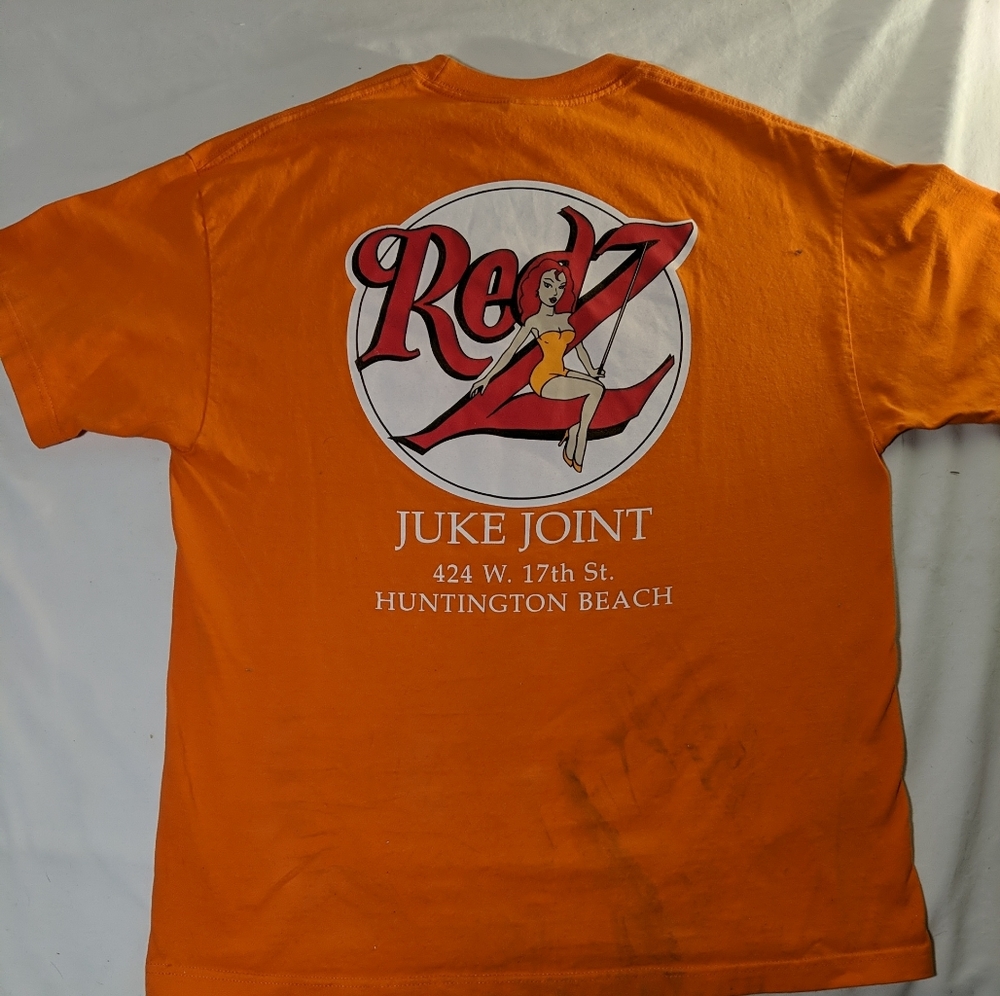 RedZ
JUKE JOINT
424 W. 17th St.
HUNTINGTON BEACH